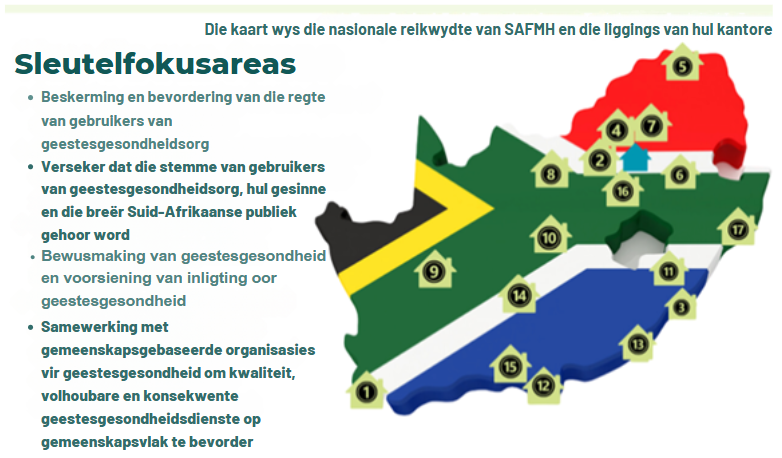 Die kaart wys die nasionale reikwydte van SAFMH en die liggings van hul kantore
Sleutelfokusareas
• Beskerming en bevordering van die regte
van gebruikers van
geestesgesondheidsorg
• Verseker dat die stemme van gebruikers
van geestesgesondheidsorg, hul gesinne
en die breër Suid-Afrikaanse publiek
gehoor word
• Bewusmaking van geestesgesondheid
en voorsiening van inligting oor
geestesgesondheid
• Samewerking met
gemeenskapsgebaseerde organisasies
vir geestesgesondheid om kwaliteit,
volhoubare en konsekwente
geestesgesondheidsdienste op
gemeenskapsvlak te bevorder
5
4
7
2
8
6
16
17
10
9
11
14
3
13
15
12
1